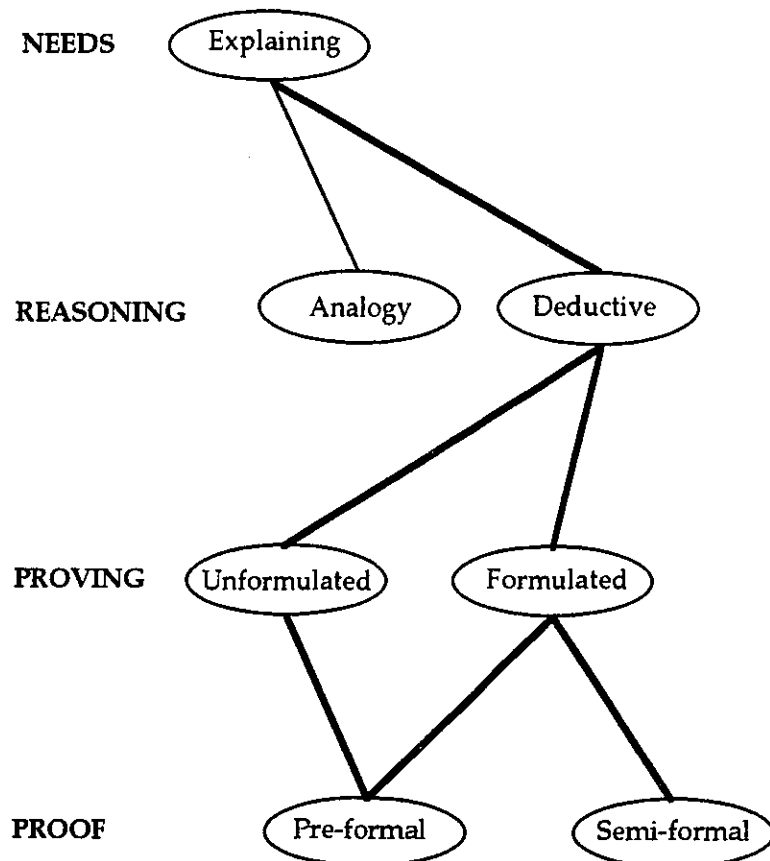 NEEDS Explaining
REASONING Analogy Deductive
PROVING Unformulated Formulated
PROOF Pre-formal Semi-formal